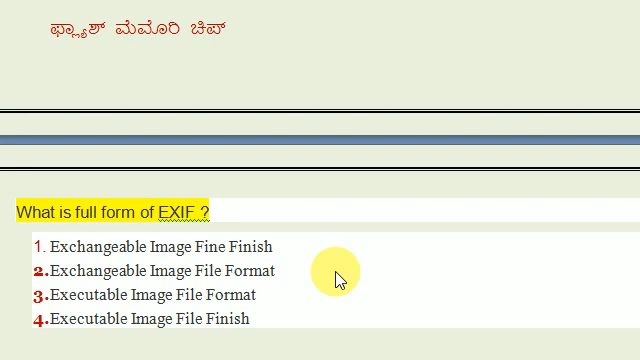 ಫ್ಲ್ಯಾಶ್ ಮೆಮೊರಿ ಚಿಪ್
What is full form of EXIF ?
1. Exchangeable Image Fine Finish
2.Exchangeable Image File Format
3.Executable Image File Format
4.Executable Image File Finish